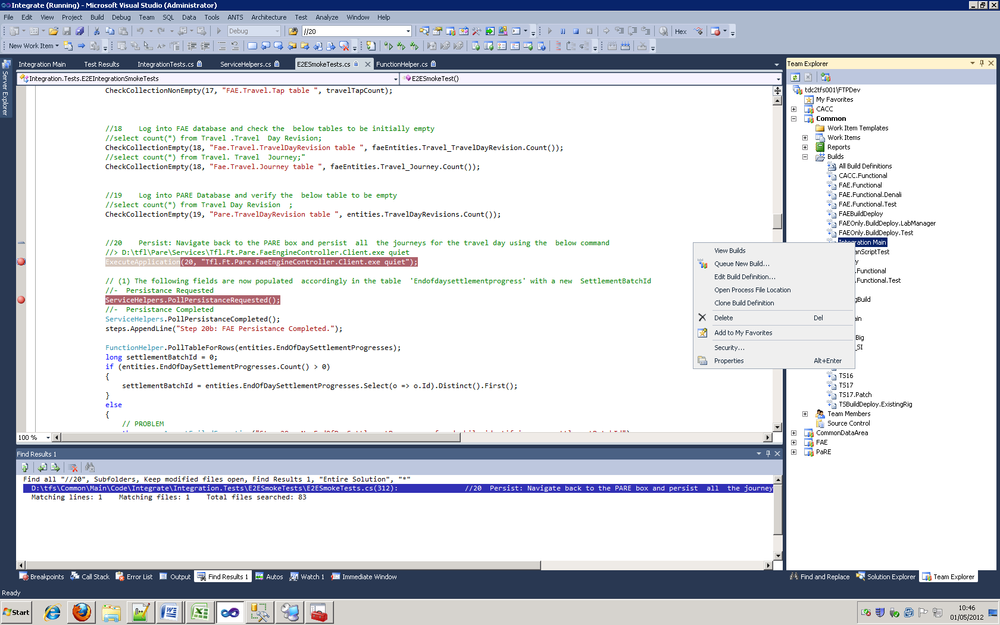 Integrate (Running) - Microsoft Visual Studio (Administrator)
File Edit View Project Build Debug Team SQL Data Tools ANTS Architecture Test Analyze Window Help
Debug //20 Hex
New Work Item
Server Explorer
Integration Main Test Results IntegrationTests.cs ServiceHelpers.cs E2ESmokeTests.cs FunctionHelper.cs
Integration.Tests.E2EIntegrationSmokeTests E2ESmokeTest()
CheckCollectionNonEmpty(17, "FAE.Travel.Tap table ", travelTapCount);
//18 Log into FAE database and check the below tables to be initially empty
//select count(*) from Travel .Travel Day Revision;
CheckCollectionEmpty(18, "Fae.Travel.TravelDayRevision table ", faeEntities.Travel_TravelDayRevision.Count());
//select count(*) from Travel. Travel Journey;"
CheckCollectionEmpty(18, "Fae.Travel.Journey table ", faeEntities.Travel_Journey.Count());
//19 Log into PARE Database and verify the below table to be empty
//select count(*) from Travel Day Revision ;
CheckCollectionEmpty(19, "Pare.TravelDayRevision table ", entities.TravelDayRevisions.Count());
//20 Persist: Navigate back to the PARE box and persist all the journeys for the travel day using the below command
//> D:\tfl\Pare\Services\Tfl.Ft.Pare.FaeEngineController.Client.exe quiet
ExecuteApplication(20, "Tfl.Ft.Pare.FaeEngineController.Client.exe quiet");
// (1) The following fields are now populated accordingly in the table 'Endofdaysettlementprogress' with a new SettlementBatchId
//- Persistance Requested
ServiceHelpers.PollPersistanceRequested();
//- Persistance Completed
ServiceHelpers.PollPersistanceCompleted();
steps.AppendLine("Step 20b: FAE Persistance Completed.");
FunctionHelper.PollTableForRows(entities.EndOfDaySettlementProgresses);
long settlementBatchId = 0;
if (entities.EndOfDaySettlementProgresses.Count() > 0)
{
settlementBatchId = entities.EndOfDaySettlementProgresses.Select(o => o.Id).Distinct().First();
}
else
{
// PROBLEM
100 %
Find Results 1
Find all "//20", Subfolders, Keep modified files open, Find Results 1, "Entire Solution", "*"
D:\tfs\Common\Main\Code\Integrate\Integration.Tests\E2ESmokeTests\E2ESmokeTests.cs(312): //20 Persist: Navigate back to the PARE box and persist all the journey
Matching lines: 1 Matching files: 1 Total files searched: 83
Breakpoints Call Stack Error List Output Find Results 1 Autos Watch 1 Immediate Window
Team Explorer
tdc2tfs001\FTPDev
My Favorites
CACC
Common
Work Item Templates
Work Items
Reports
Builds
All Build Definitions
CACC.Functional
FAE.Functional
FAE.Functional.Denali
FAE.Functional.Test
FAEBuildDeploy
FAEOnly.BuildDeploy.LabManager
FAEOnly.BuildDeploy.Test
Integration Main
anScriptTest
y
.Functional
.Functional.Test
gBuild
ain
Big
_SI
TS16
TS17
TS17.Patch
TSBuildDeploy.ExistingRig
Team Members
Source Control
CommonDataArea
FAE
PaRE
View Builds
Queue New Build...
Edit Build Definition...
Open Process File Location
Clone Build Definition
Delete Del
Add to My Favorites
Security...
Properties Alt+Enter
Find and Replace Solution Explorer Team Explorer
Ready
Start
10:46
01/05/2012